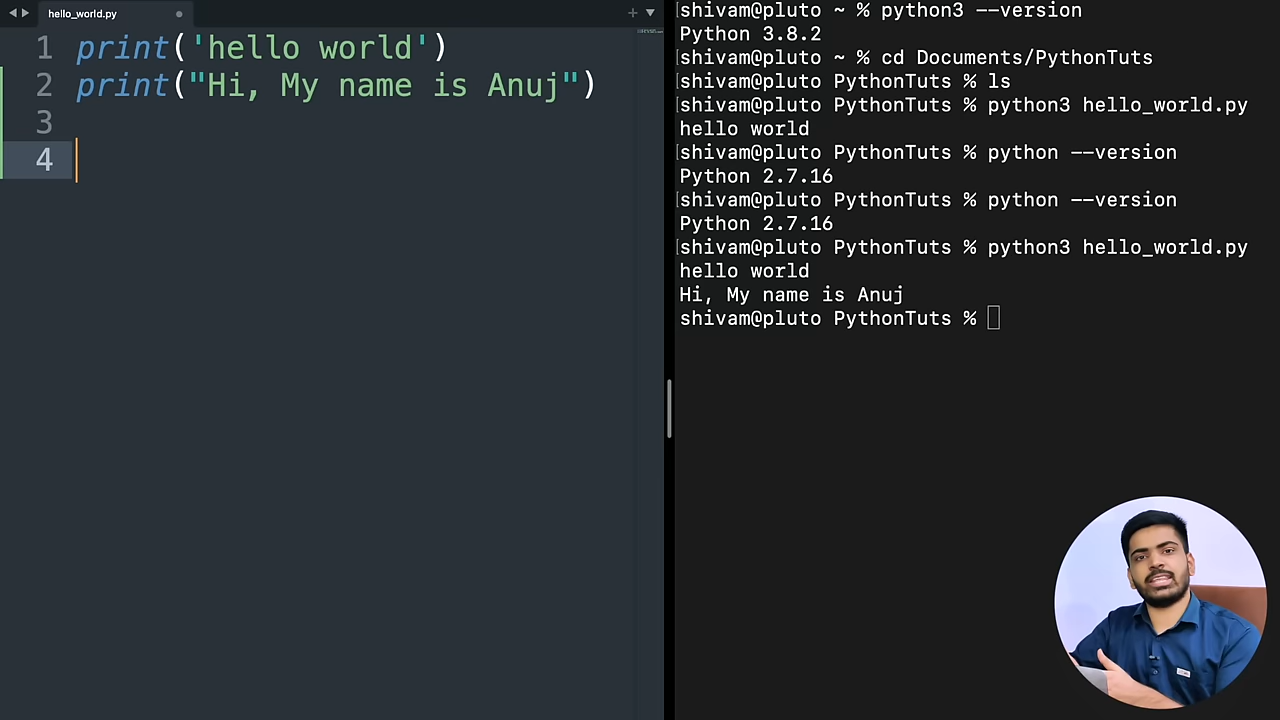 hello_world.py
1 print('hello world')
2 print("Hi, My name is Anuj")
3
4
shivam@pluto ~ % python3 --version
Python 3.8.2
shivam@pluto ~ % cd Documents/PythonTuts
shivam@pluto PythonTuts % ls
shivam@pluto PythonTuts % python3 hello_world.py
hello world
shivam@pluto PythonTuts % python --version
Python 2.7.16
shivam@pluto PythonTuts % python --version
Python 2.7.16
shivam@pluto PythonTuts % python3 hello_world.py
hello world
Hi, My name is Anuj
shivam@pluto PythonTuts %